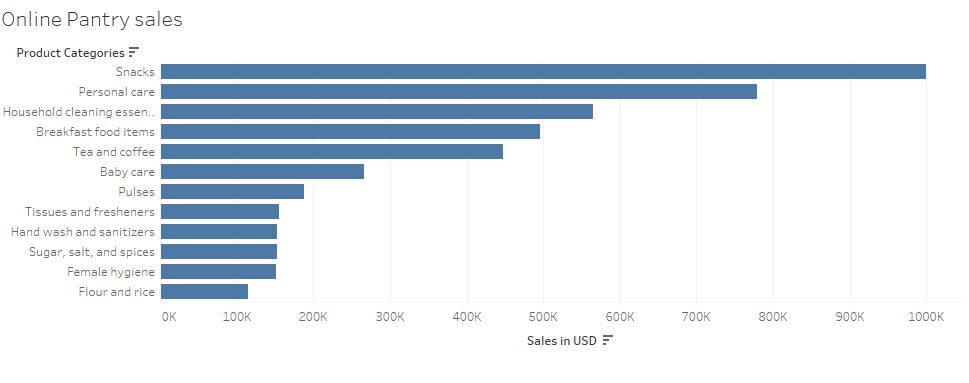 Online Pantry sales
Product Categories
Snacks
Personal care
Household cleaning essen..
Breakfast food items
Tea and coffee
Baby care
Pulses
Tissues and fresheners
Hand wash and sanitizers
Sugar, salt, and spices
Female hygiene
Flour and rice
0K 100K 200K 300K 400K 500K 600K 700K 800K 900K 1000K
Sales in USD